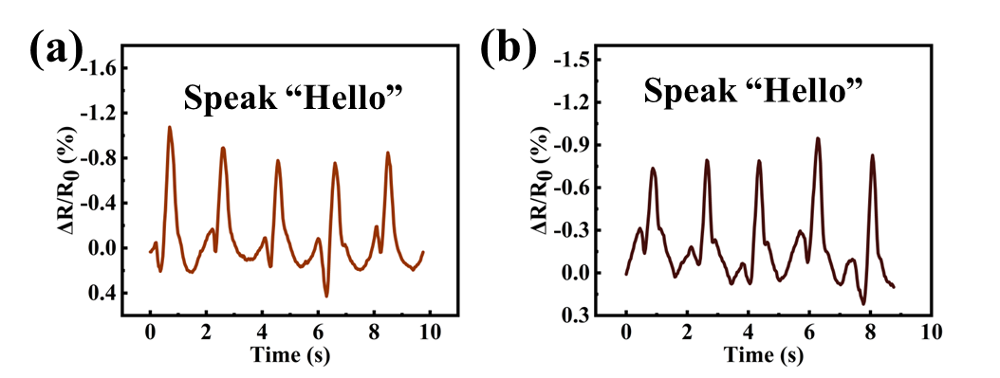 (a)
Speak “Hello”
ΔR/R0 (%)
-1.6
-1.2
-0.8
-0.4
0.0
0.4
0 2 4 6 8 10
Time (s)
(b)
Speak “Hello”
ΔR/R0 (%)
-1.5
-1.2
-0.9
-0.6
-0.3
0.0
0.3
0 2 4 6 8 10
Time (s)